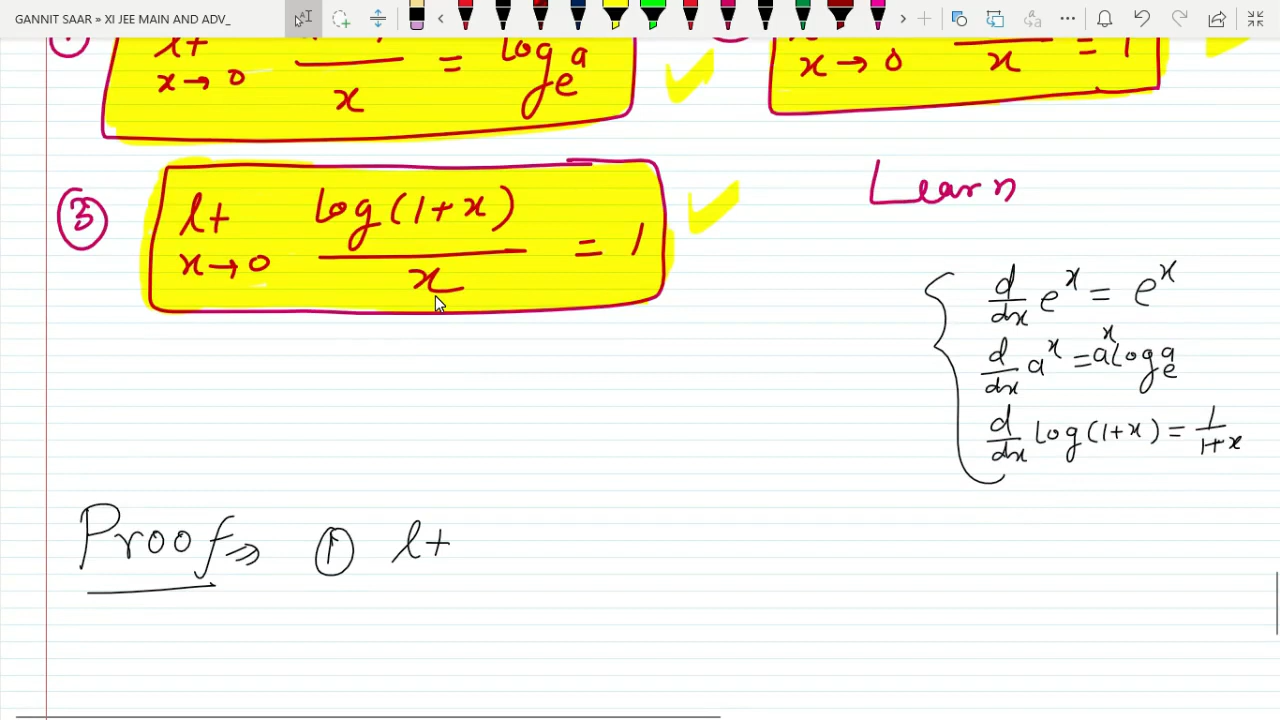 GANNIT SAAR » XI JEE MAIN AND ADV_
lt x→0 / x = log_e a
x→0 / x = 1
③ lt x→0 log(1+x) / x = 1
Learn
d/dx e^x = e^x
d/dx a^x = a^x log_e a
d/dx log(1+x) = 1/1+x
Proof ⇒ ① lt